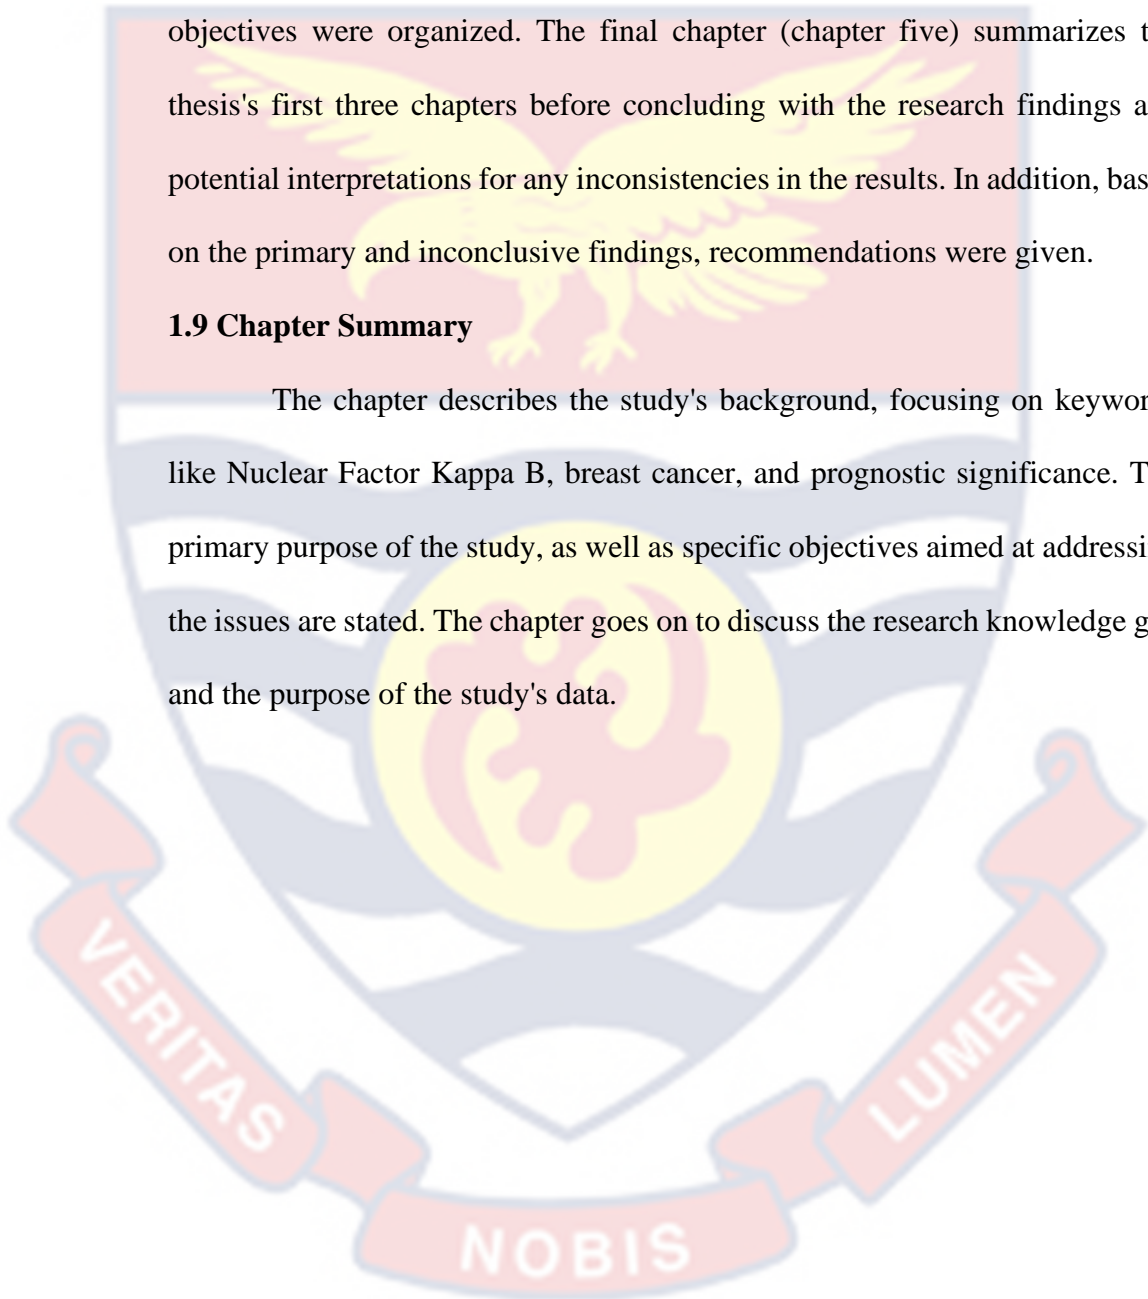 objectives were organized. The final chapter (chapter five) summarizes
thesis's first three chapters before concluding with the research findings
potential interpretations for any inconsistencies in the results. In addition,
on the primary and inconclusive findings, recommendations were given.
1.9 Chapter Summary
The chapter describes the study's background, focusing on
like Nuclear Factor Kappa B, breast cancer, and prognostic significance.
primary purpose of the study, as well as specific objectives aimed at
the issues are stated. The chapter goes on to discuss the research knowledge
and the purpose of the study's data.
VERITAS
NOBIS
LUMEN